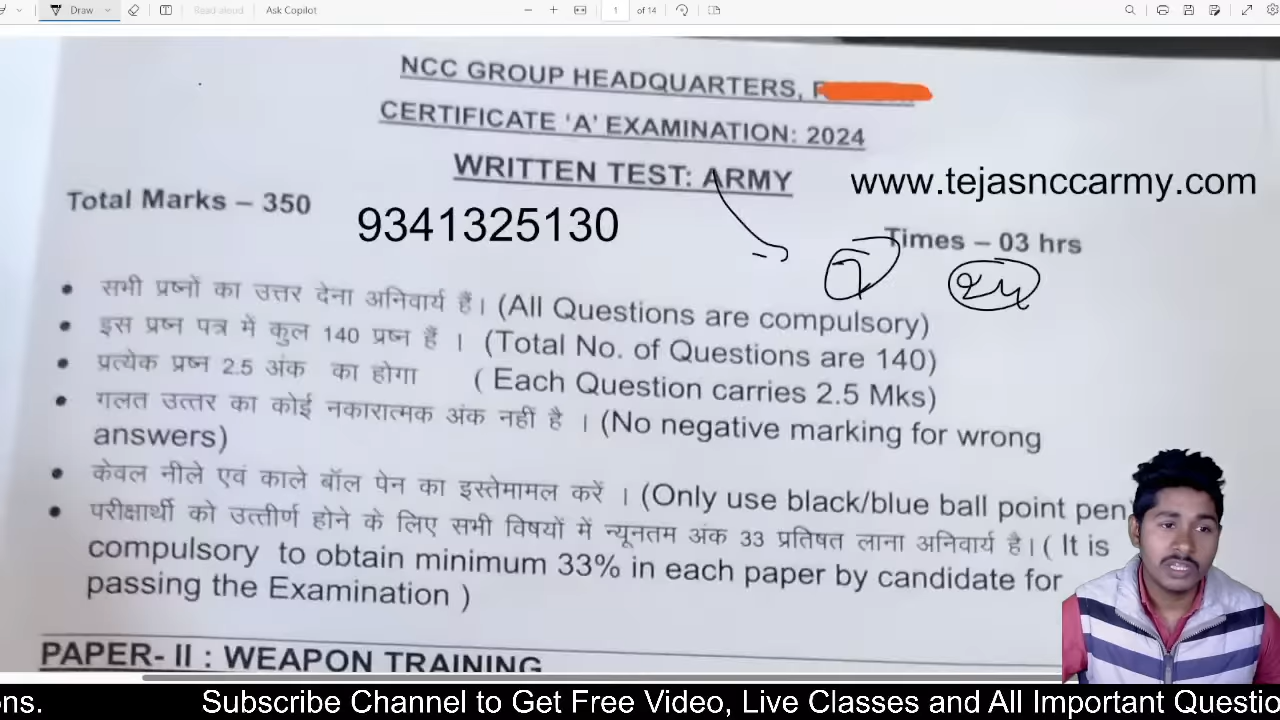 Draw
Read aloud
Ask Copilot
1 of 14
NCC GROUP HEADQUARTERS,
CERTIFICATE ‘A’ EXAMINATION: 2024
WRITTEN TEST: ARMY
www.tejasnccarmy.com
Total Marks – 350
9341325130
Times – 03 hrs
• सभी प्रश्नों का उत्तर देना अनिवार्य हैं। (All Questions are compulsory)
• इस प्रश्न पत्र में कुल 140 प्रश्न हैं । (Total No. of Questions are 140)
• प्रत्येक प्रश्न 2.5 अंक का होगा ( Each Question carries 2.5 Mks)
• गलत उत्तर का कोई नकारात्मक अंक नहीं है । (No negative marking for wrong
answers)
• केवल नीले एवं काले बॉल पेन का इस्तेमामल करें । (Only use black/blue ball point pen
• परीक्षार्थी को उत्तीर्ण होने के लिए सभी विषयों में न्यूनतम अंक 33 प्रतिषत लाना अनिवार्य है। ( It is
compulsory to obtain minimum 33% in each paper by candidate for
passing the Examination )
PAPER- II : WEAPON TRAINING
ons. Subscribe Channel to Get Free Video, Live Classes and All Important Questio